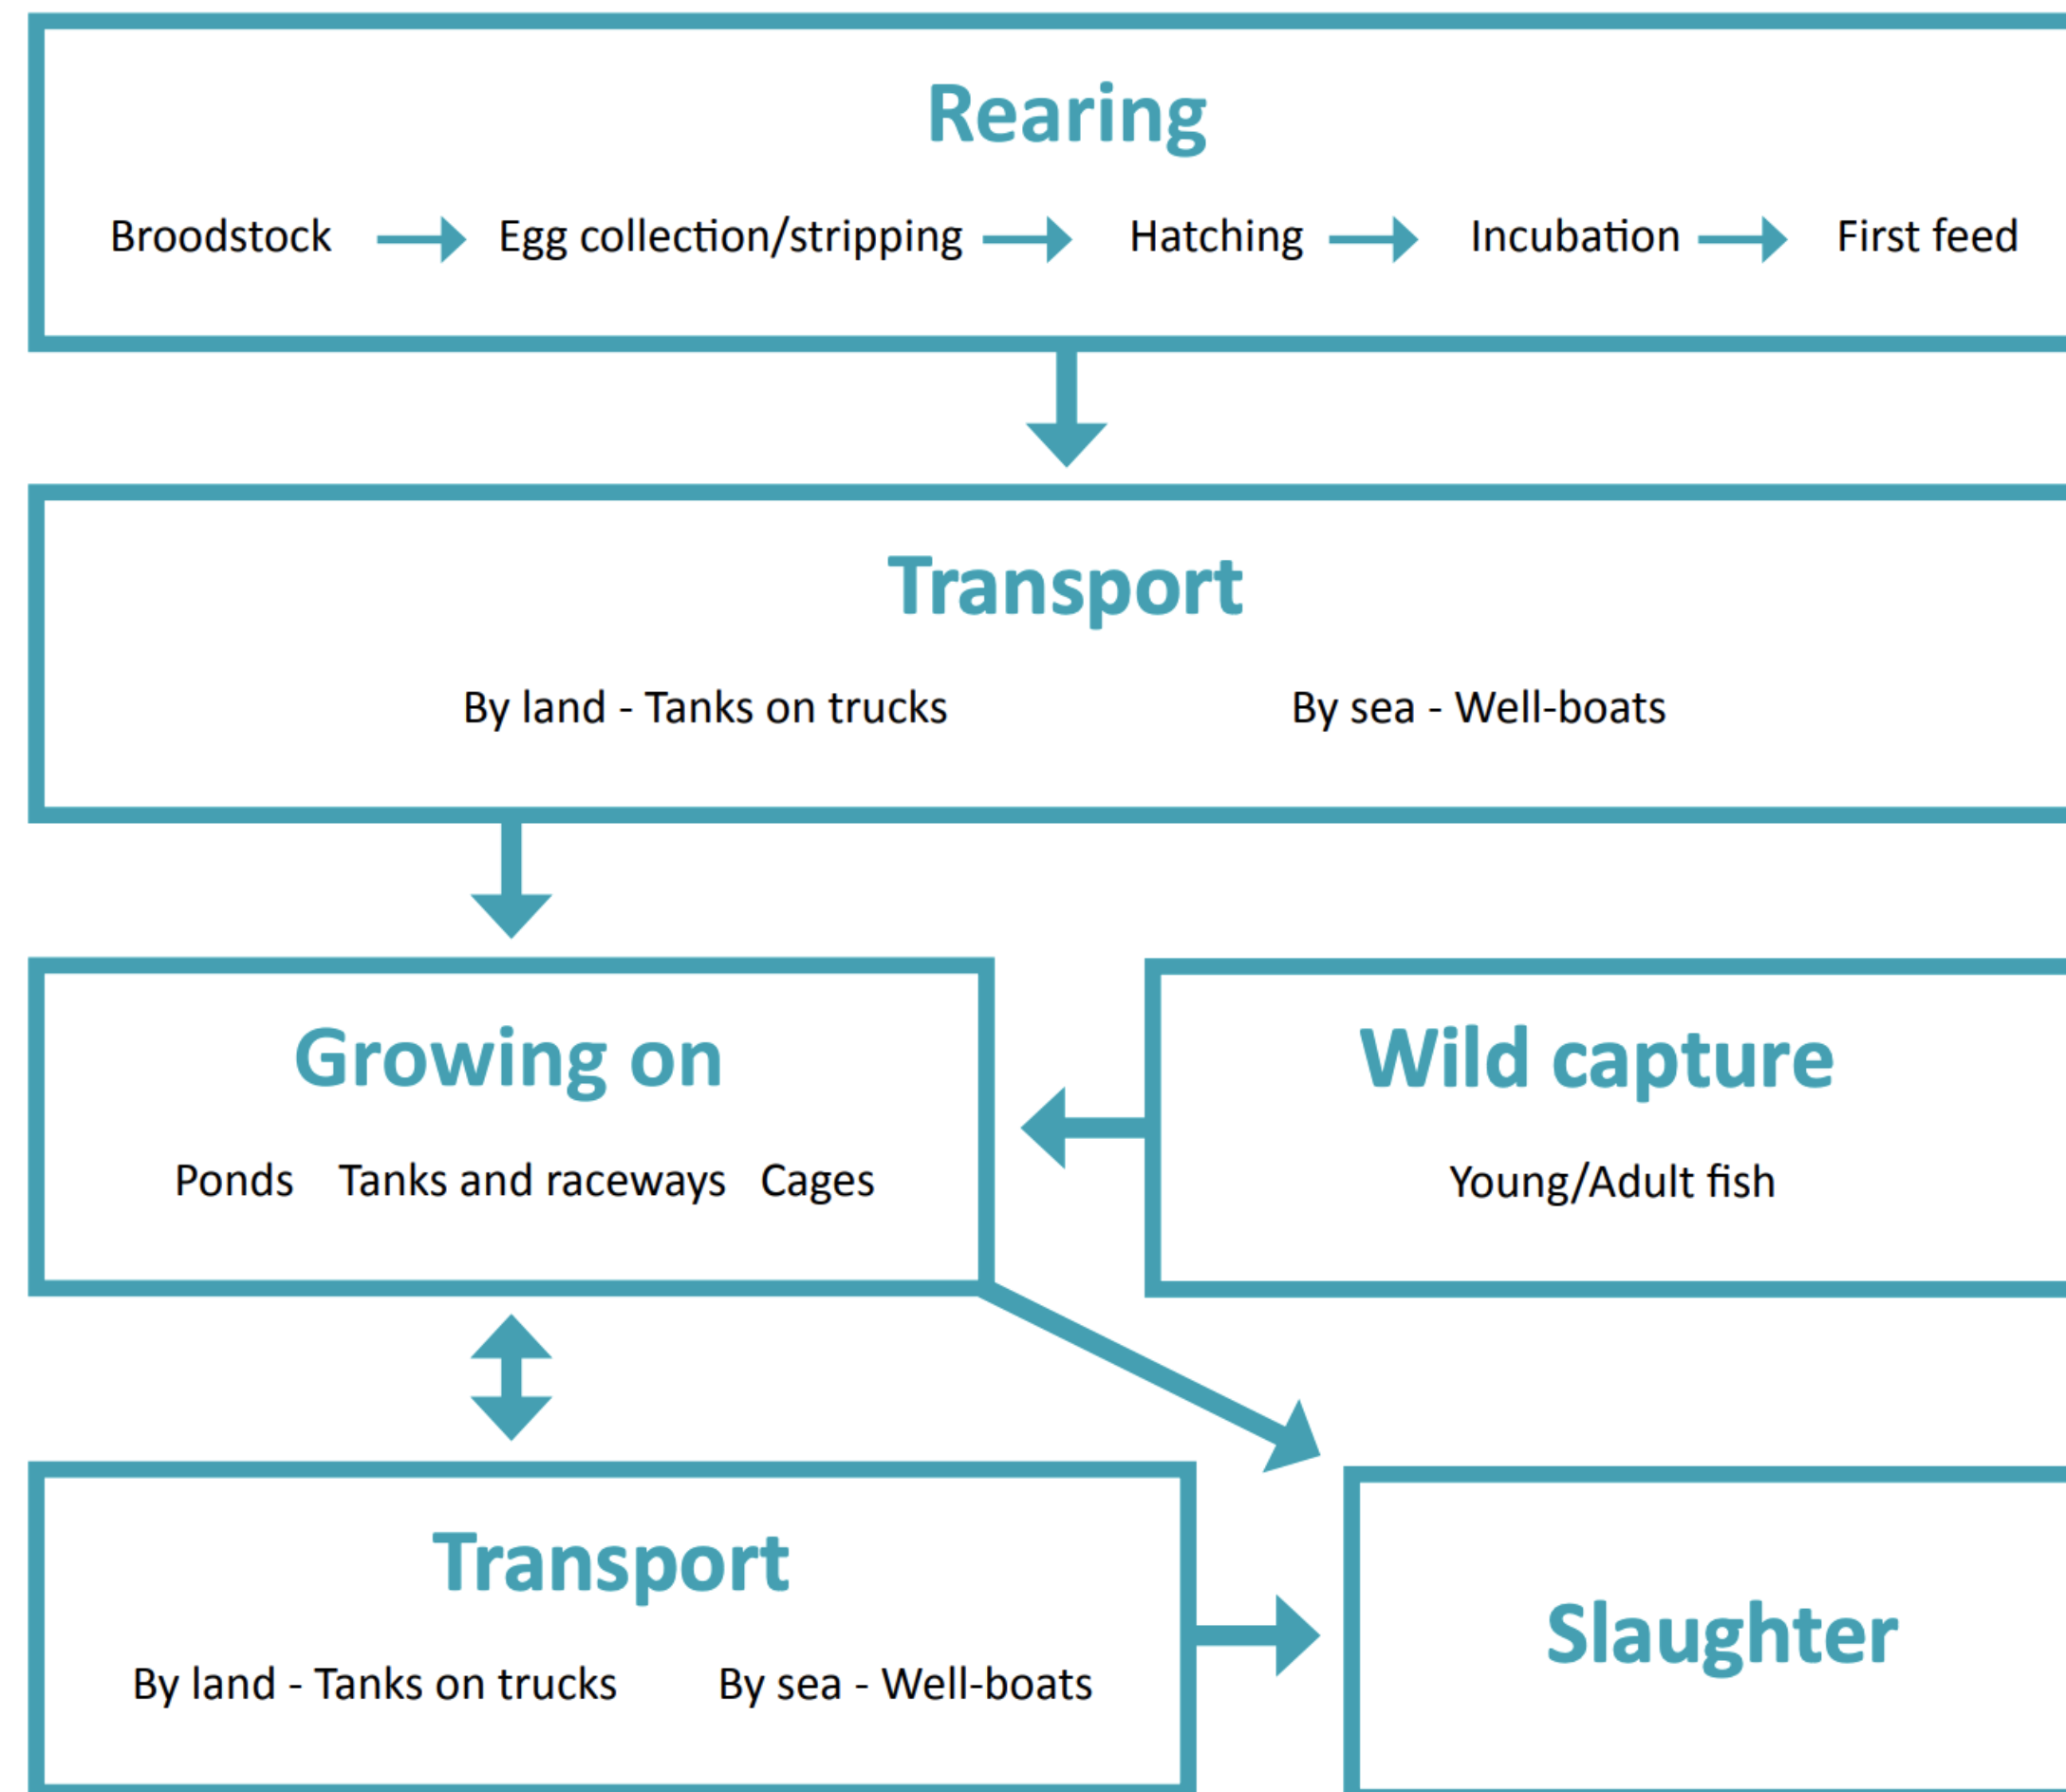 Rearing
Broodstock Egg collection/stripping Hatching Incubation First feed
Transport
By land - Tanks on trucks By sea - Well-boats
Growing on
Ponds Tanks and raceways Cages
Wild capture
Young/Adult fish
Transport
By land - Tanks on trucks By sea - Well-boats
Slaughter